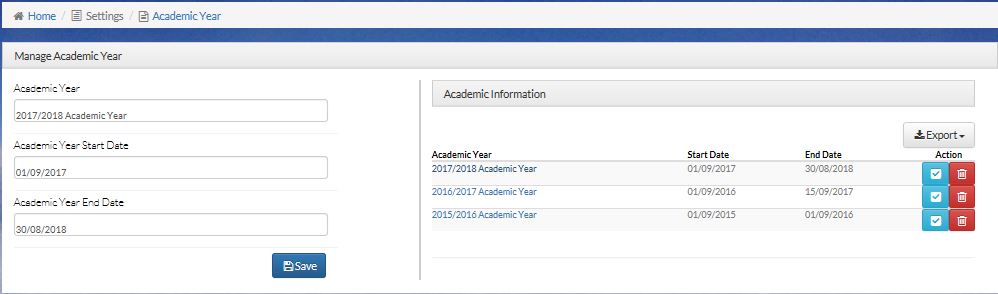 Home / Settings / Academic Year
Manage Academic Year
Academic Year
2017/2018 Academic Year
Academic Year Start Date
01/09/2017
Academic Year End Date
30/08/2018
Save
Academic Information
Export
Academic Year Start Date End Date Action
2017/2018 Academic Year 01/09/2017 30/08/2018
2016/2017 Academic Year 01/09/2016 15/09/2017
2015/2016 Academic Year 01/09/2015 01/09/2016